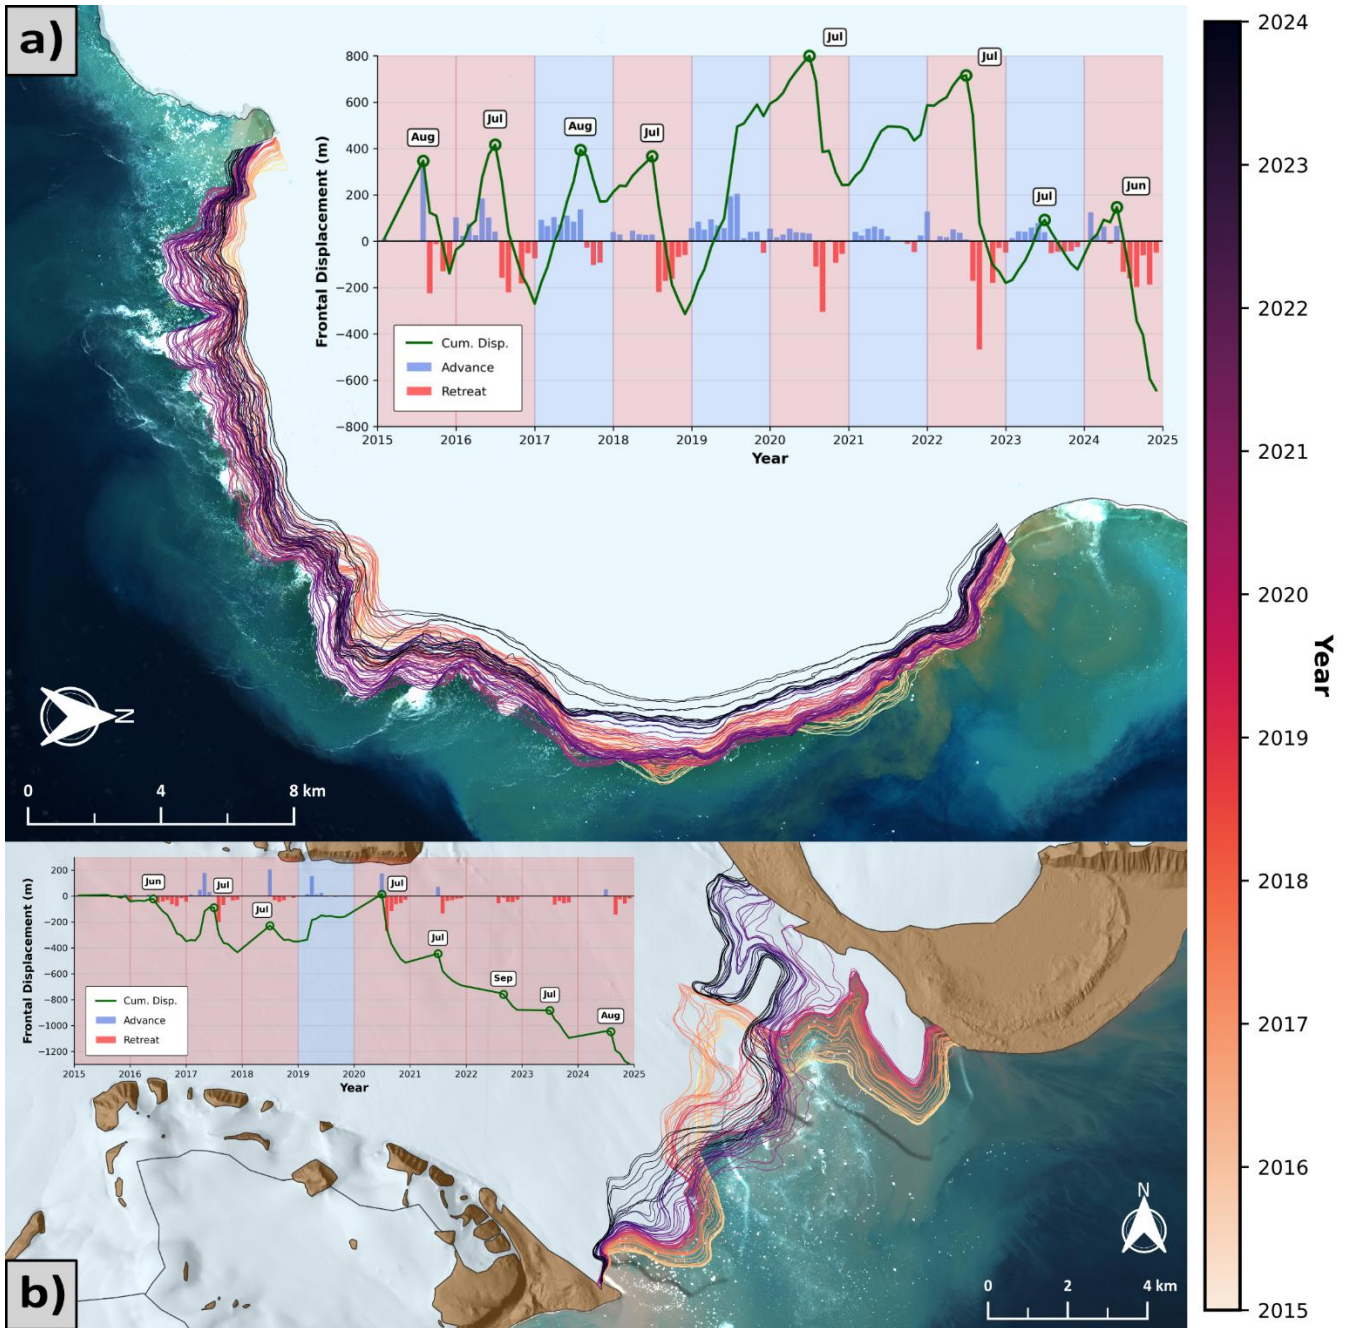 a)
Frontal Displacement (m)
800
600
400
200
0
−200
−400
−600
−800
Aug
Jul
Aug
Jul
Jul
Jul
Jul
Jun
Cum. Disp.
Advance
Retreat
2015 2016 2017 2018 2019 2020 2021 2022 2023 2024 2025
Year
N
0 4 8 km
2024
2023
2022
2021
2020
2019
2018
2017
2016
2015
Year
b)
Frontal Displacement (m)
200
0
−200
−400
−600
−800
−1000
−1200
Jun
Jul
Jul
Jul
Jul
Sep
Jul
Aug
Cum. Disp.
Advance
Retreat
2015 2016 2017 2018 2019 2020 2021 2022 2023 2024 2025
Year
N
0 2 4 km